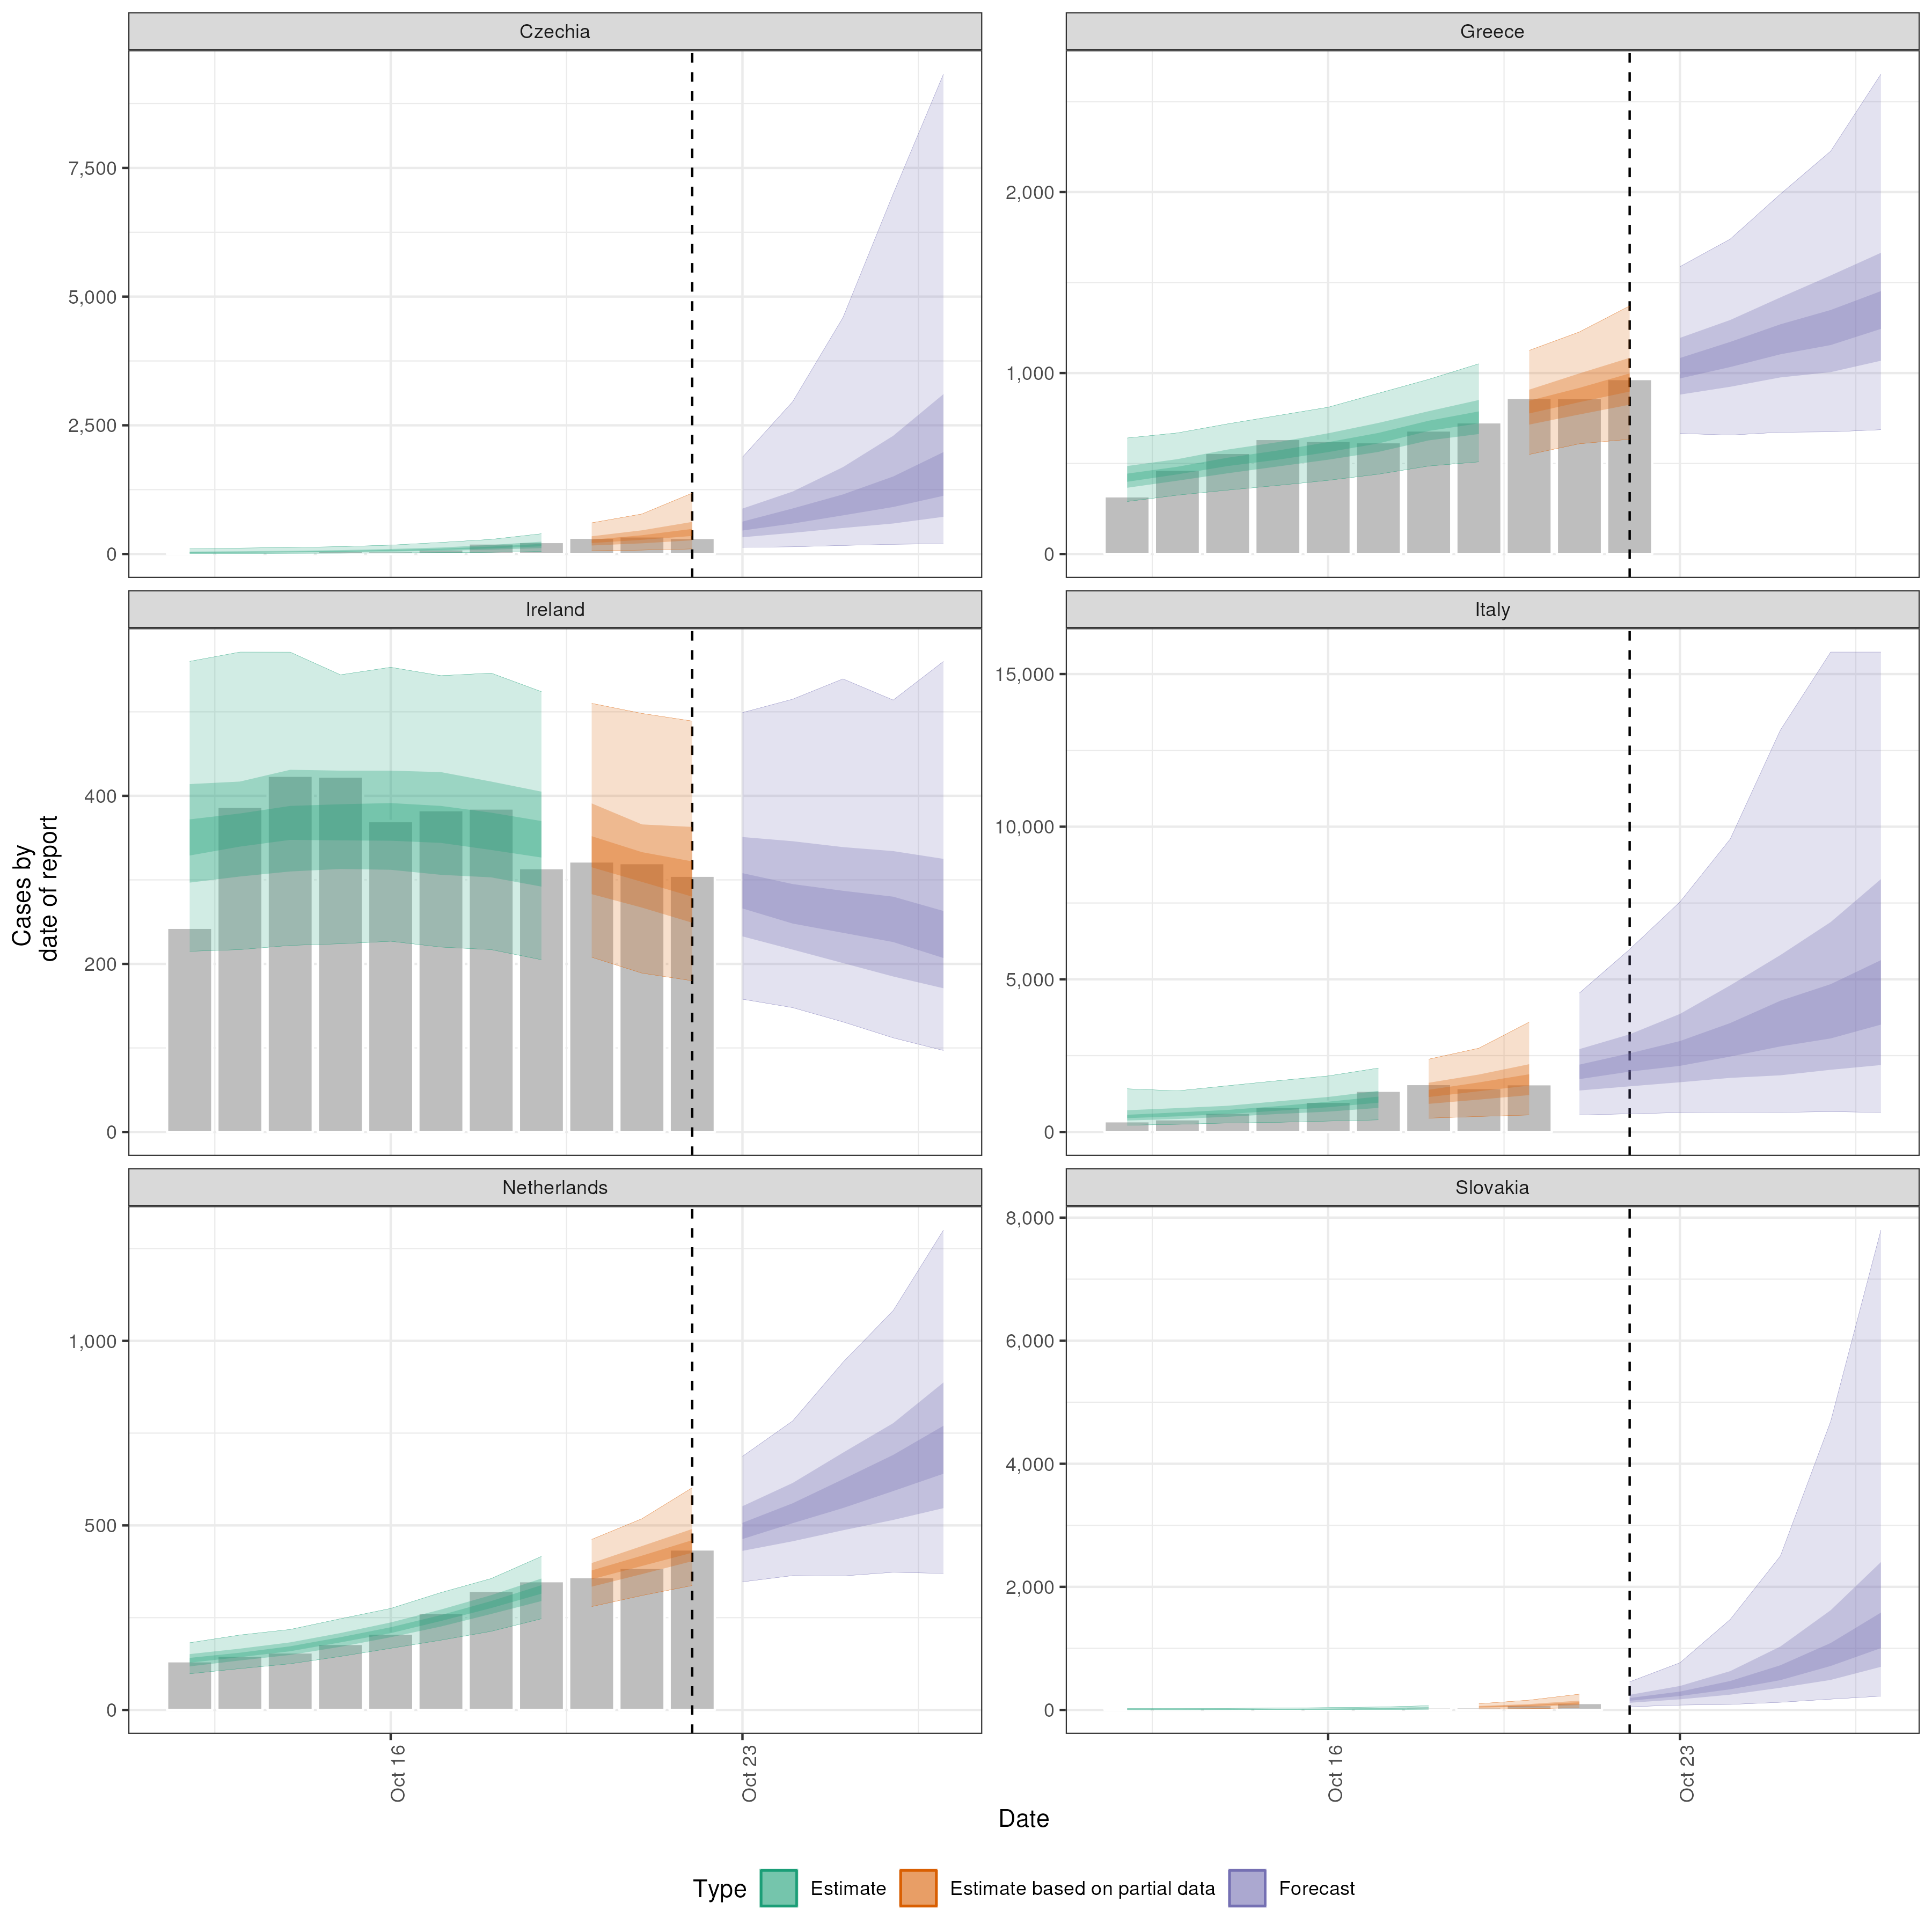 Czechia
Greece
7,500
5,000
2,500
0
2,000
1,000
0
Ireland
Italy
400
200
0
15,000
10,000
5,000
0
Cases by
date of report
Netherlands
Slovakia
1,000
500
0
8,000
6,000
4,000
2,000
0
Oct 16
Oct 23
Oct 16
Oct 23
Date
Type
Estimate
Estimate based on partial data
Forecast